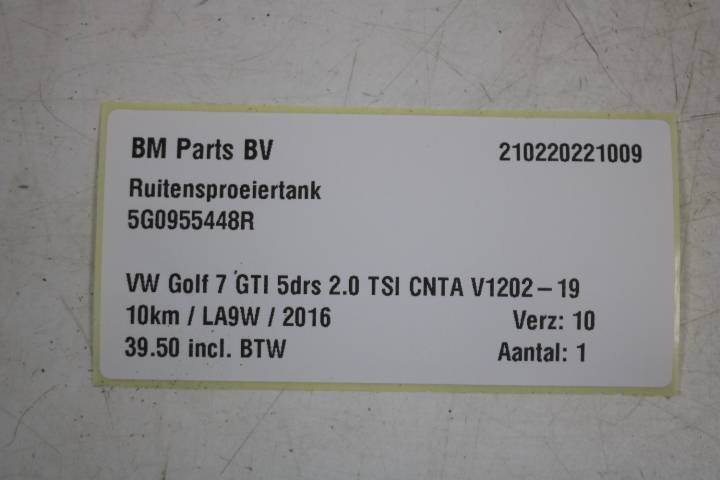 BM Parts BV 210220221009
Ruitensproeiertank
5G0955448R
VW Golf 7 GTI 5drs 2.0 TSI CNTA V1202-19
10km / LA9W / 2016 Verz: 10
39.50 incl. BTW Aantal: 1